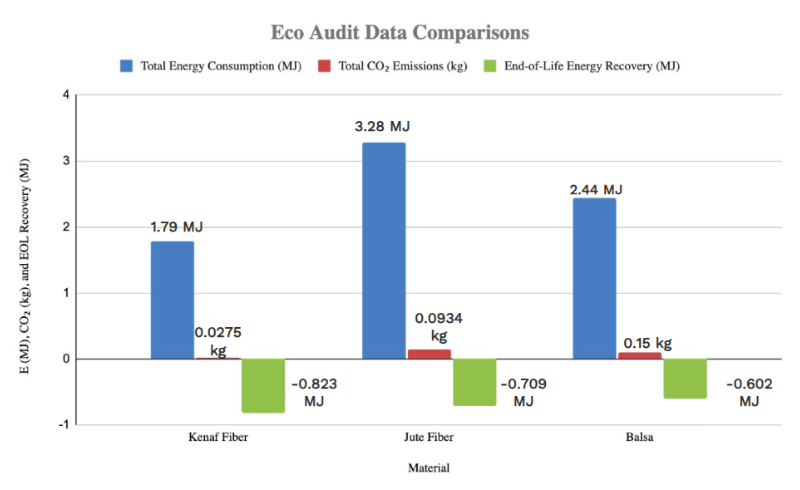 Eco Audit Data Comparisons
Total Energy Consumption (MJ) Total CO₂ Emissions (kg) End-of-Life Energy Recovery (MJ)
E (MJ), CO₂ (kg), and EOL Recovery (MJ)
4
3
2
1
0
-1
1.79 MJ
0.0275
kg
-0.823
MJ
3.28 MJ
0.0934
kg
-0.709
MJ
2.44 MJ
0.15 kg
-0.602
MJ
Kenaf Fiber Jute Fiber Balsa
Material